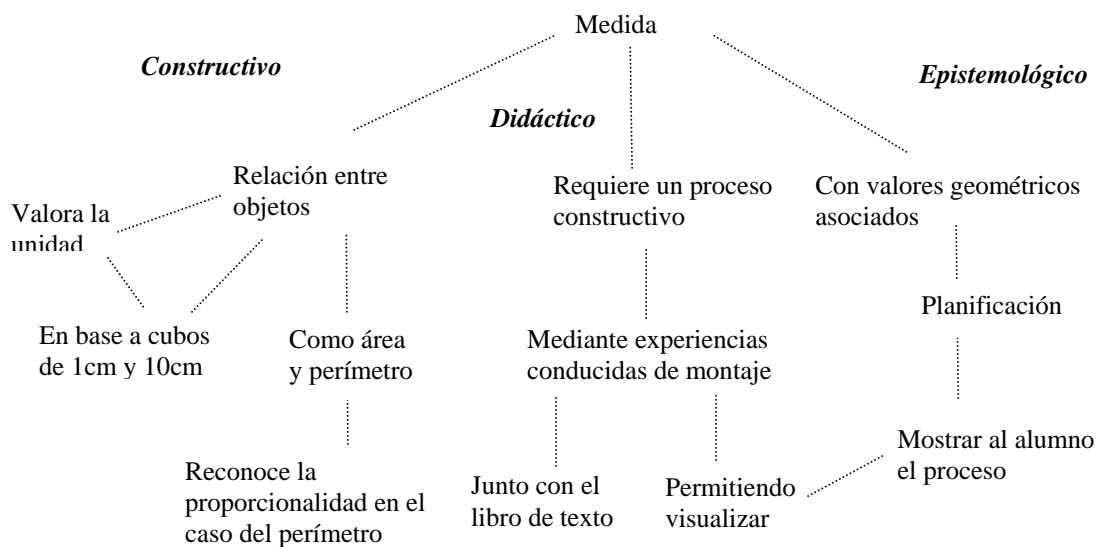 Medida
Constructivo
Epistemológico
Didáctico
Relación entre
objetos
Requiere un proceso
constructivo
Con valores geométricos
asociados
Valora la
unidad
Planificación
En base a cubos
de 1cm y 10cm
Como área
y perímetro
Mediante experiencias
conducidas de montaje
Mostrar al alumno
el proceso
Reconoce la
proporcionalidad en el
caso del perímetro
Junto con el
libro de texto
Permitiendo
visualizar